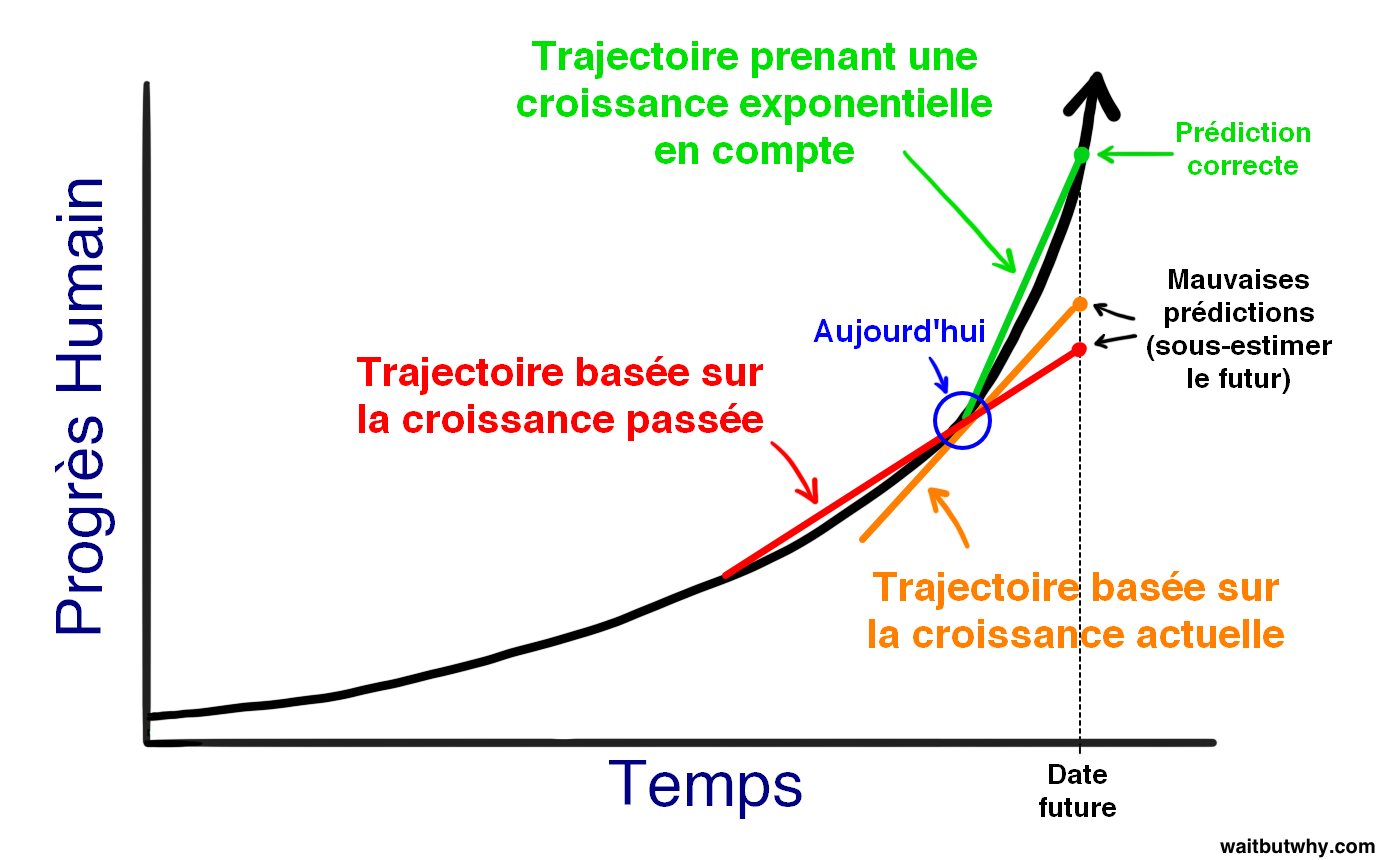 Trajectoire prenant une
croissance exponentielle
en compte
Prédiction
correcte
Mauvaises
prédictions
(sous-estimer
le futur)
Aujourd'hui
Trajectoire basée sur
la croissance passée
Trajectoire basée sur
la croissance actuelle
Progrès Humain
Temps
Date
future
waitbutwhy.com